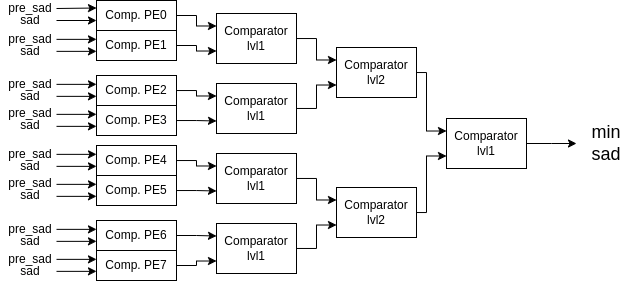 pre_sad
sad
Comp. PE0
pre_sad
sad
Comp. PE1
Comparator
lvl1
pre_sad
sad
Comp. PE2
pre_sad
sad
Comp. PE3
Comparator
lvl1
Comparator
lvl2
pre_sad
sad
Comp. PE4
pre_sad
sad
Comp. PE5
Comparator
lvl1
pre_sad
sad
Comp. PE6
pre_sad
sad
Comp. PE7
Comparator
lvl1
Comparator
lvl2
Comparator
lvl1
min
sad